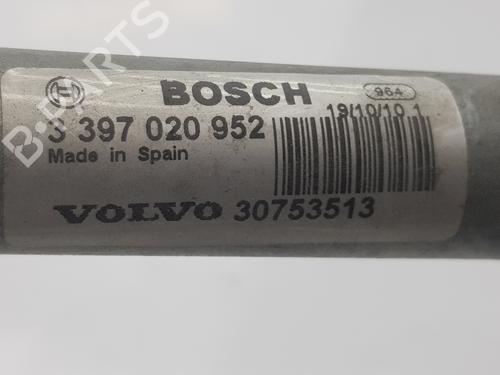 BOSCH
964
3 397 020 952
19/10/10 1
Made in Spain
VOLVO 30753513
B-PARTS